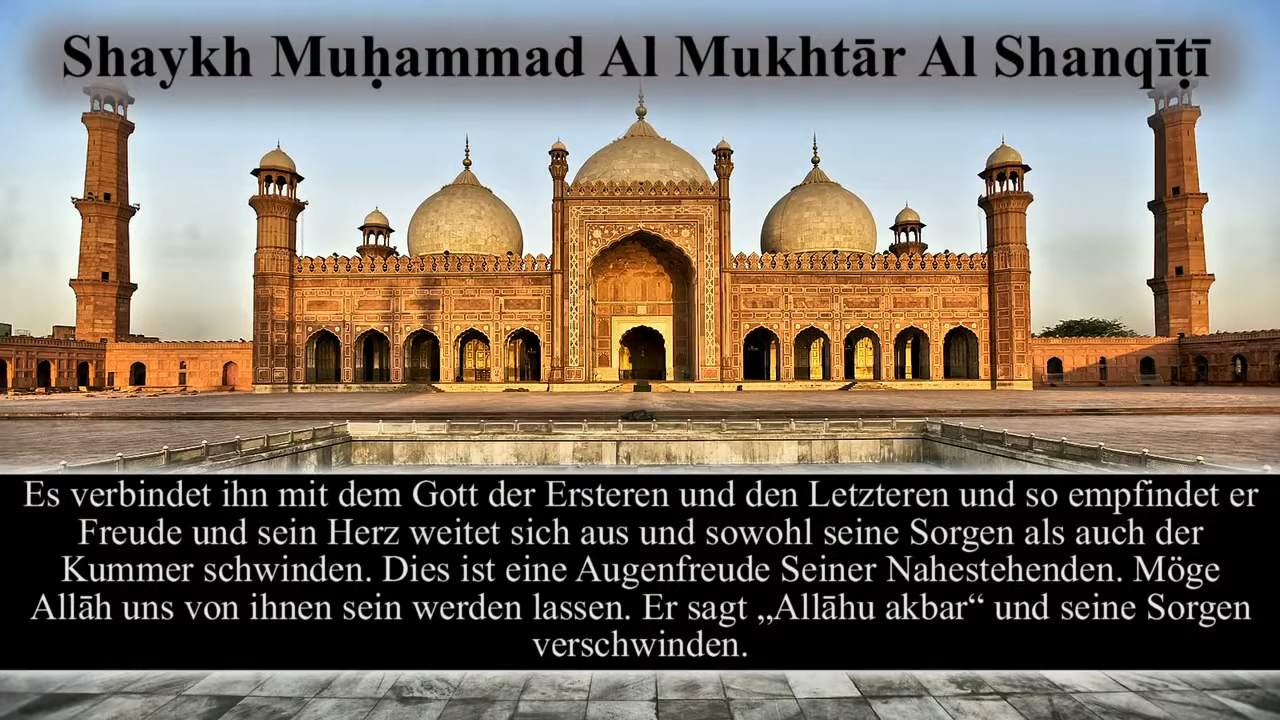 Shaykh Muḥammad Al Mukhtār Al Shanqīṭī
Es verbindet ihn mit dem Gott der Ersteren und den Letzteren und so empfindet er
Freude und sein Herz weitet sich aus und sowohl seine Sorgen als auch der
Kummer schwinden. Dies ist eine Augenfreude Seiner Nahestehenden. Möge
Allāh uns von ihnen sein werden lassen. Er sagt „Allāhu akbar“ und seine Sorgen
verschwinden.